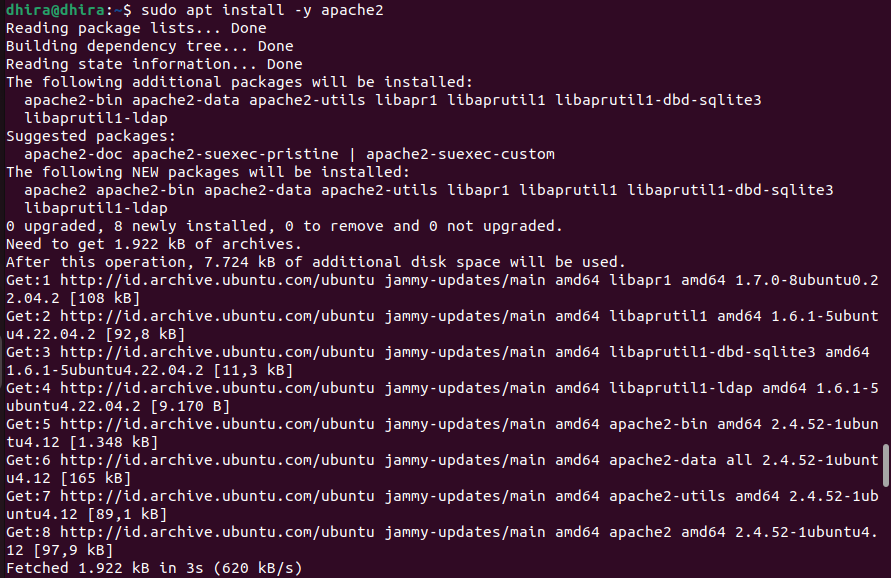 dhira@dhira:~$ sudo apt install -y apache2
Reading package lists... Done
Building dependency tree... Done
Reading state information... Done
The following additional packages will be installed:
  apache2-bin apache2-data apache2-utils libapr1 libaprutil1 libaprutil1-dbd-sqlite3
  libaprutil1-ldap
Suggested packages:
  apache2-doc apache2-suexec-pristine | apache2-suexec-custom
The following NEW packages will be installed:
  apache2 apache2-bin apache2-data apache2-utils libapr1 libaprutil1 libaprutil1-dbd-sqlite3
  libaprutil1-ldap
0 upgraded, 8 newly installed, 0 to remove and 0 not upgraded.
Need to get 1.922 kB of archives.
After this operation, 7.724 kB of additional disk space will be used.
Get:1 http://id.archive.ubuntu.com/ubuntu jammy-updates/main amd64 libapr1 amd64 1.7.0-8ubuntu0.2
2.04.2 [108 kB]
Get:2 http://id.archive.ubuntu.com/ubuntu jammy-updates/main amd64 libaprutil1 amd64 1.6.1-5ubunt
u4.22.04.2 [92,8 kB]
Get:3 http://id.archive.ubuntu.com/ubuntu jammy-updates/main amd64 libaprutil1-dbd-sqlite3 amd64
1.6.1-5ubuntu4.22.04.2 [11,3 kB]
Get:4 http://id.archive.ubuntu.com/ubuntu jammy-updates/main amd64 libaprutil1-ldap amd64 1.6.1-5
ubuntu4.22.04.2 [9.170 B]
Get:5 http://id.archive.ubuntu.com/ubuntu jammy-updates/main amd64 apache2-bin amd64 2.4.52-1ubun
tu4.12 [1.348 kB]
Get:6 http://id.archive.ubuntu.com/ubuntu jammy-updates/main amd64 apache2-data all 2.4.52-1ubunt
u4.12 [165 kB]
Get:7 http://id.archive.ubuntu.com/ubuntu jammy-updates/main amd64 apache2-utils amd64 2.4.52-1ub
untu4.12 [89,1 kB]
Get:8 http://id.archive.ubuntu.com/ubuntu jammy-updates/main amd64 apache2 amd64 2.4.52-1ubuntu4.
12 [97,9 kB]
Fetched 1.922 kB in 3s (620 kB/s)